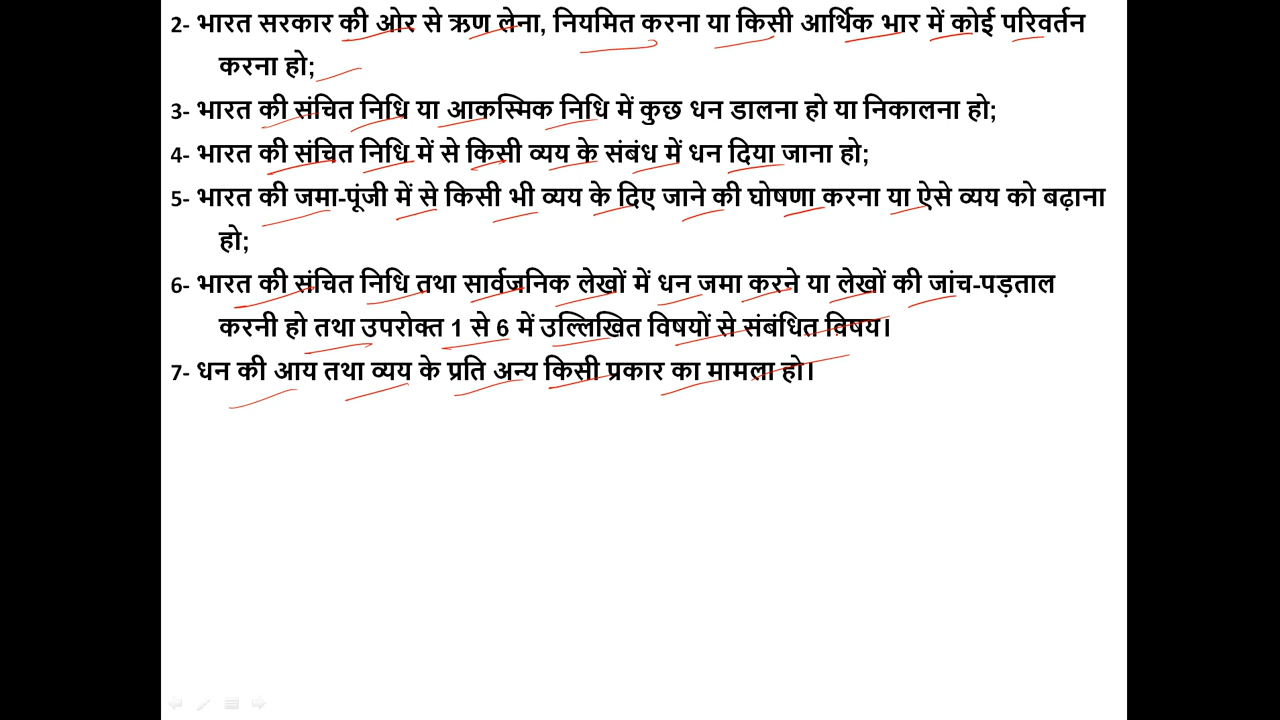 2- भारत सरकार की ओर से ऋण लेना, नियमित करना या किसी आर्थिक भार में कोई परिवर्तन
करना हो;
3- भारत की संचित निधि या आकस्मिक निधि में कुछ धन डालना हो या निकालना हो;
4- भारत की संचित निधि में से किसी व्यय के संबंध में धन दिया जाना हो;
5- भारत की जमा-पूंजी में से किसी भी व्यय के दिए जाने की घोषणा करना या ऐसे व्यय को बढ़ाना
हो;
6- भारत की संचित निधि तथा सार्वजनिक लेखों में धन जमा करने या लेखों की जांच-पड़ताल
करनी हो तथा उपरोक्त 1 से 6 में उल्लिखित विषयों से संबंधित विषय।
7- धन की आय तथा व्यय के प्रति अन्य किसी प्रकार का मामला हो।